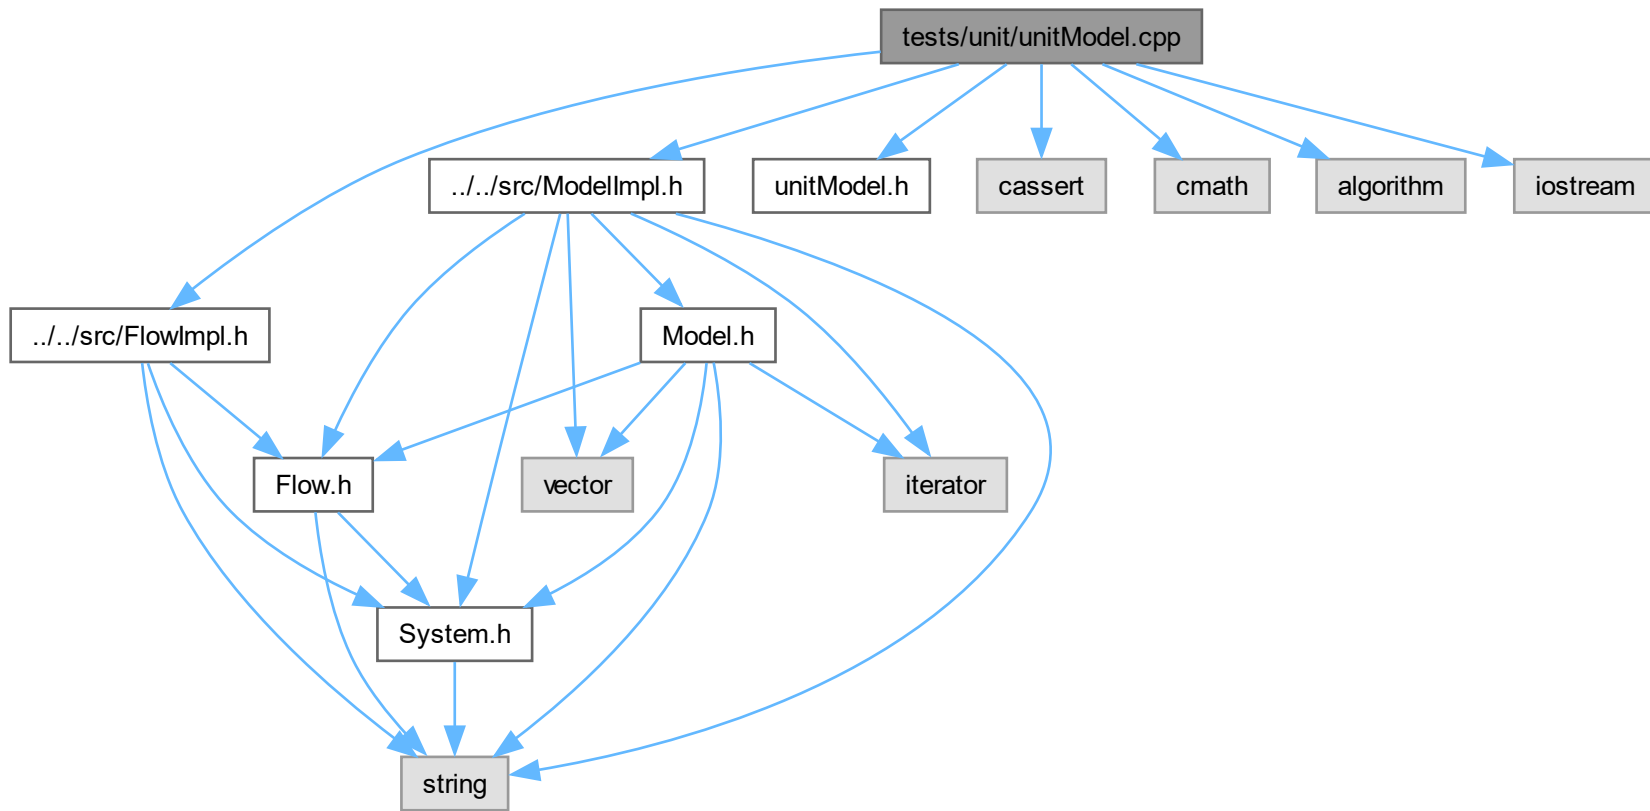 tests/unit/unitModel.cpp
../../src/ModelImpl.h
unitModel.h
cassert
cmath
algorithm
iostream
../../src/FlowImpl.h
Model.h
Flow.h
vector
iterator
System.h
string